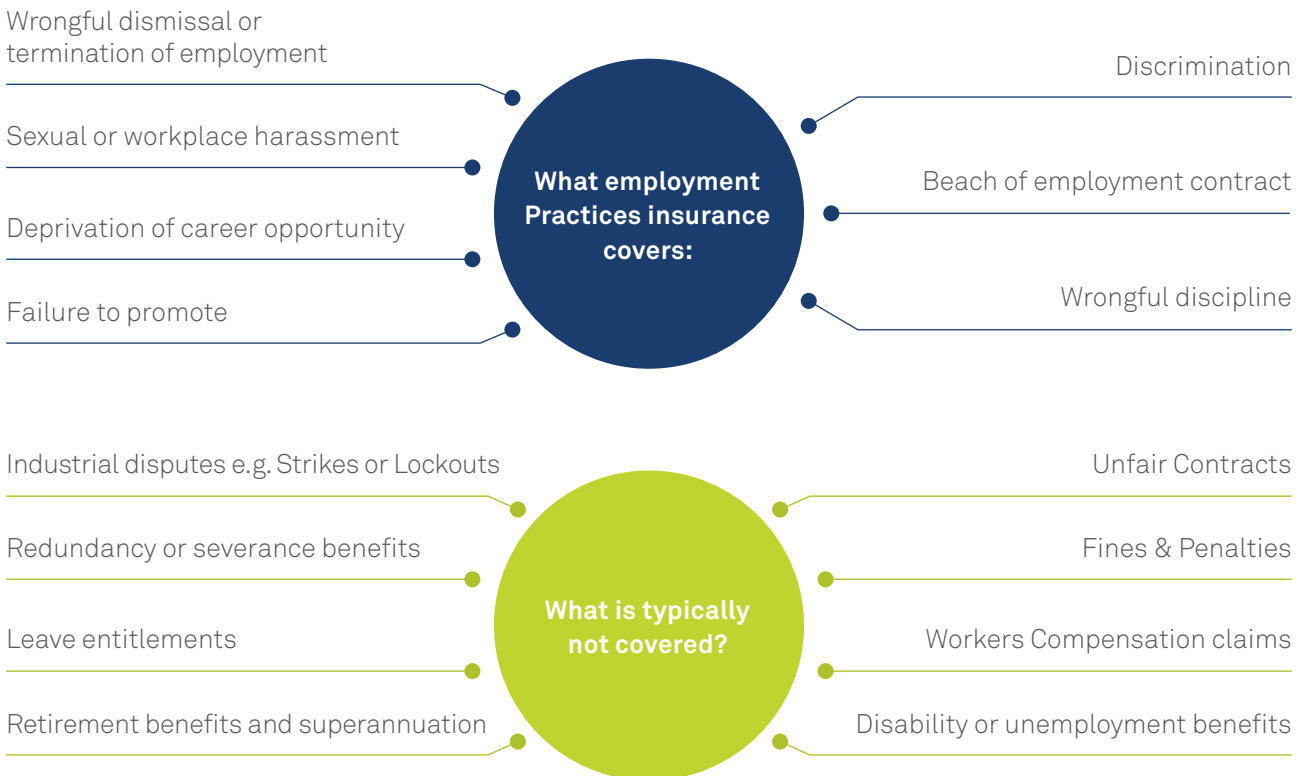 Wrongful dismissal or
termination of employment
Sexual or workplace harassment
Deprivation of career opportunity
Failure to promote
What employment
Practices insurance
covers:
Discrimination
Beach of employment contract
Wrongful discipline
Industrial disputes e.g. Strikes or Lockouts
Redundancy or severance benefits
Leave entitlements
Retirement benefits and superannuation
What is typically
not covered?
Unfair Contracts
Fines & Penalties
Workers Compensation claims
Disability or unemployment benefits